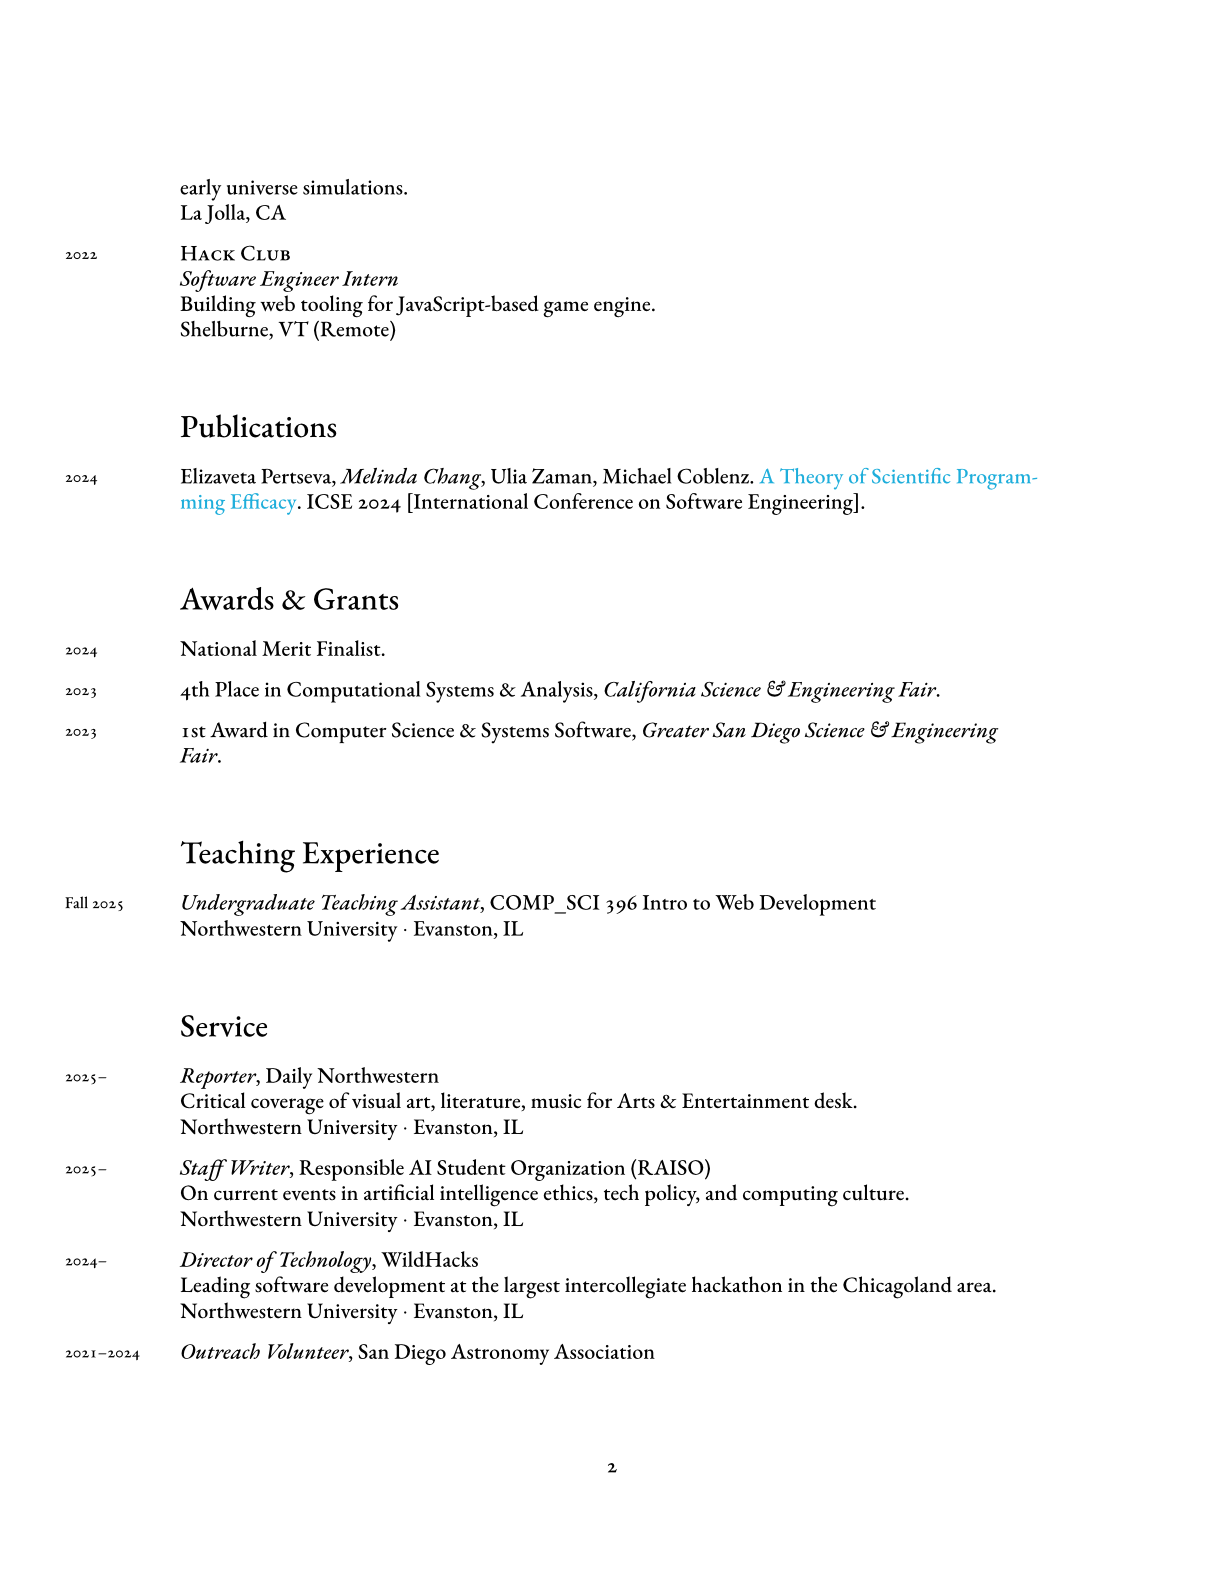 early universe simulations.
La Jolla, CA
2022 Hack Club
Software Engineer Intern
Building web tooling for JavaScript-based game engine.
Shelburne, VT (Remote)
Publications
2024 Elizaveta Pertseva, Melinda Chang, Ulia Zaman, Michael Coblenz. A Theory of Scientific Program-
ming Efficacy. ICSE 2024 [International Conference on Software Engineering].
Awards & Grants
2024 National Merit Finalist.
2023 4th Place in Computational Systems & Analysis, California Science & Engineering Fair.
2023 1st Award in Computer Science & Systems Software, Greater San Diego Science & Engineering
Fair.
Teaching Experience
Fall 2025 Undergraduate Teaching Assistant, COMP_SCI 396 Intro to Web Development
Northwestern University · Evanston, IL
Service
2025– Reporter, Daily Northwestern
Critical coverage of visual art, literature, music for Arts & Entertainment desk.
Northwestern University · Evanston, IL
2025– Staff Writer, Responsible AI Student Organization (RAISO)
On current events in artificial intelligence ethics, tech policy, and computing culture.
Northwestern University · Evanston, IL
2024– Director of Technology, WildHacks
Leading software development at the largest intercollegiate hackathon in the Chicagoland area.
Northwestern University · Evanston, IL
2021–2024 Outreach Volunteer, San Diego Astronomy Association
2